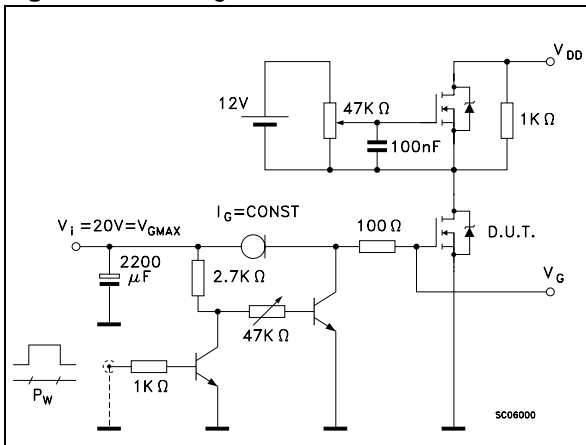 V DD
12V
47K Ω
1K Ω
100nF
I G =CONST
V i =20V=V GMAX
100 Ω
D.U.T.
2200
μF
2.7K Ω
V G
47K Ω
1K Ω
P W
SC06000